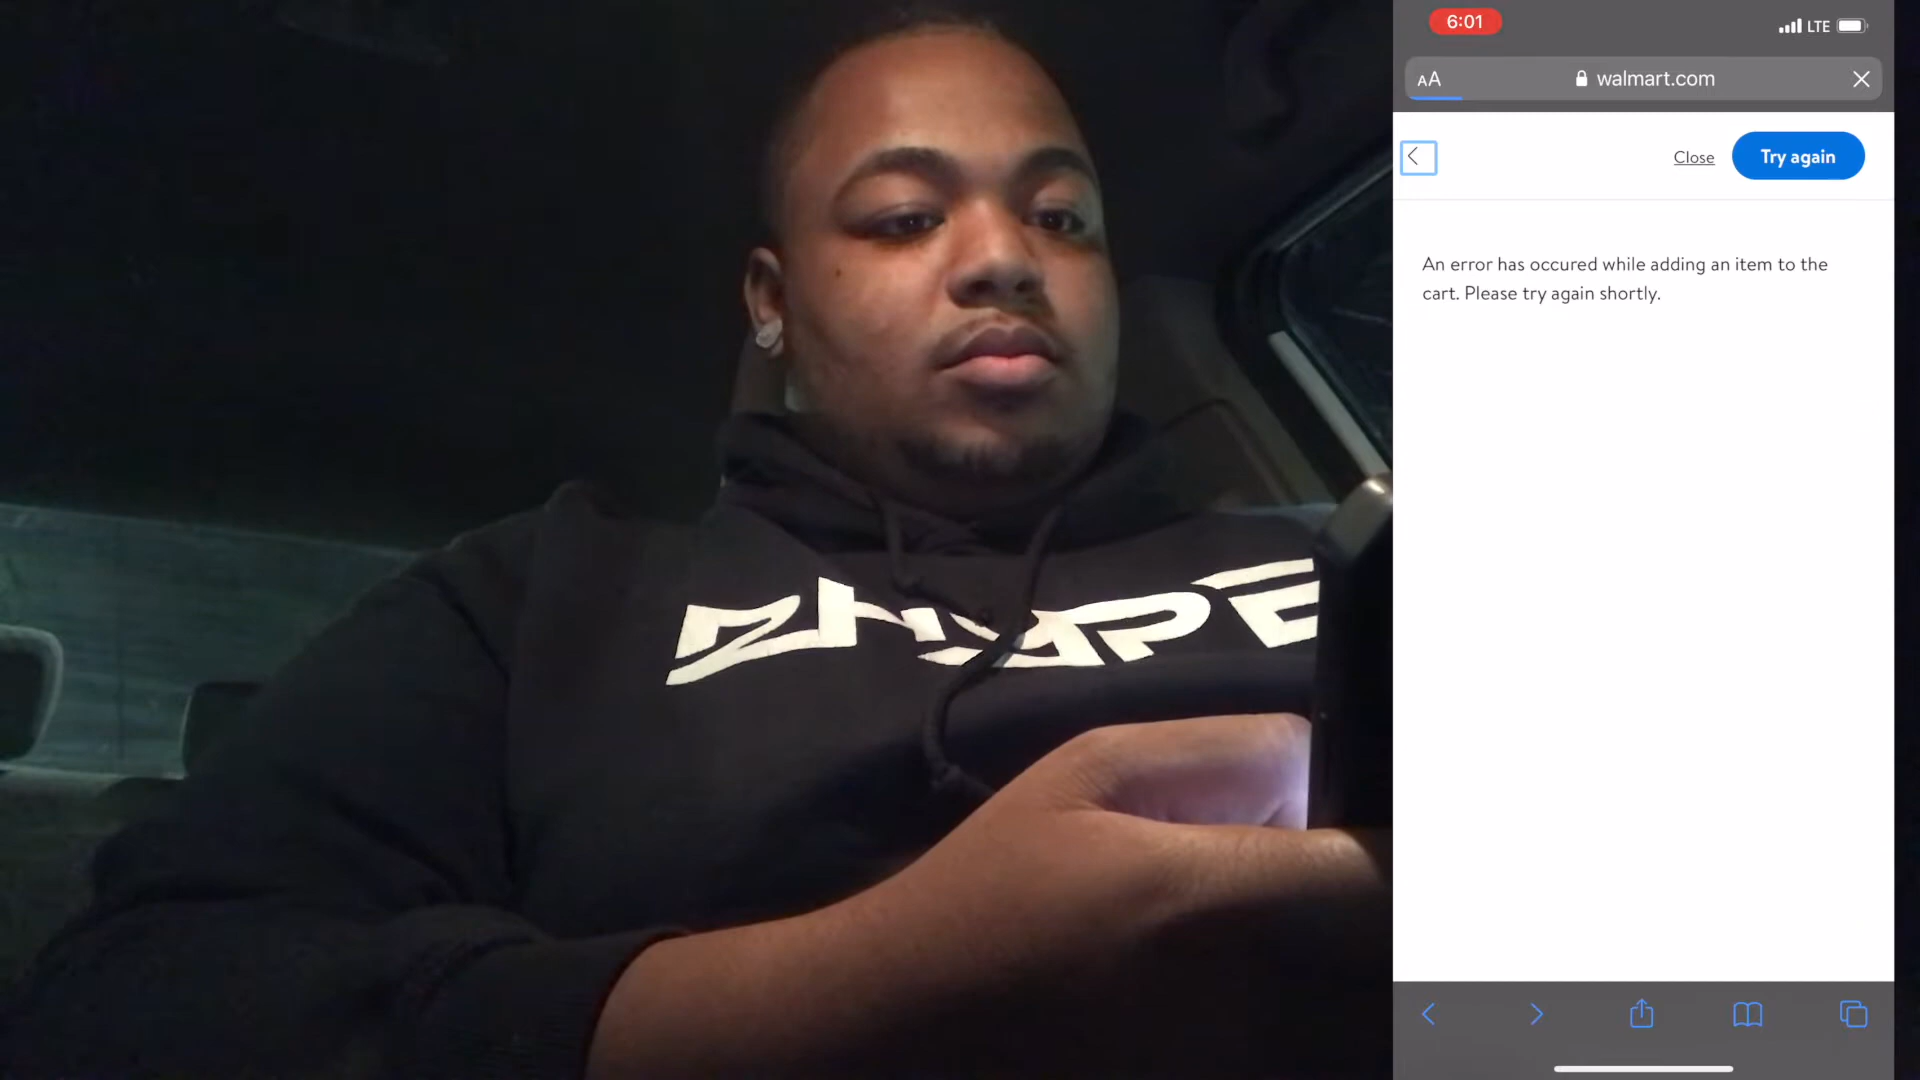 ZHYPE
6:01
LTE
AA
walmart.com
Close
Try again
An error has occured while adding an item to the
cart. Please try again shortly.